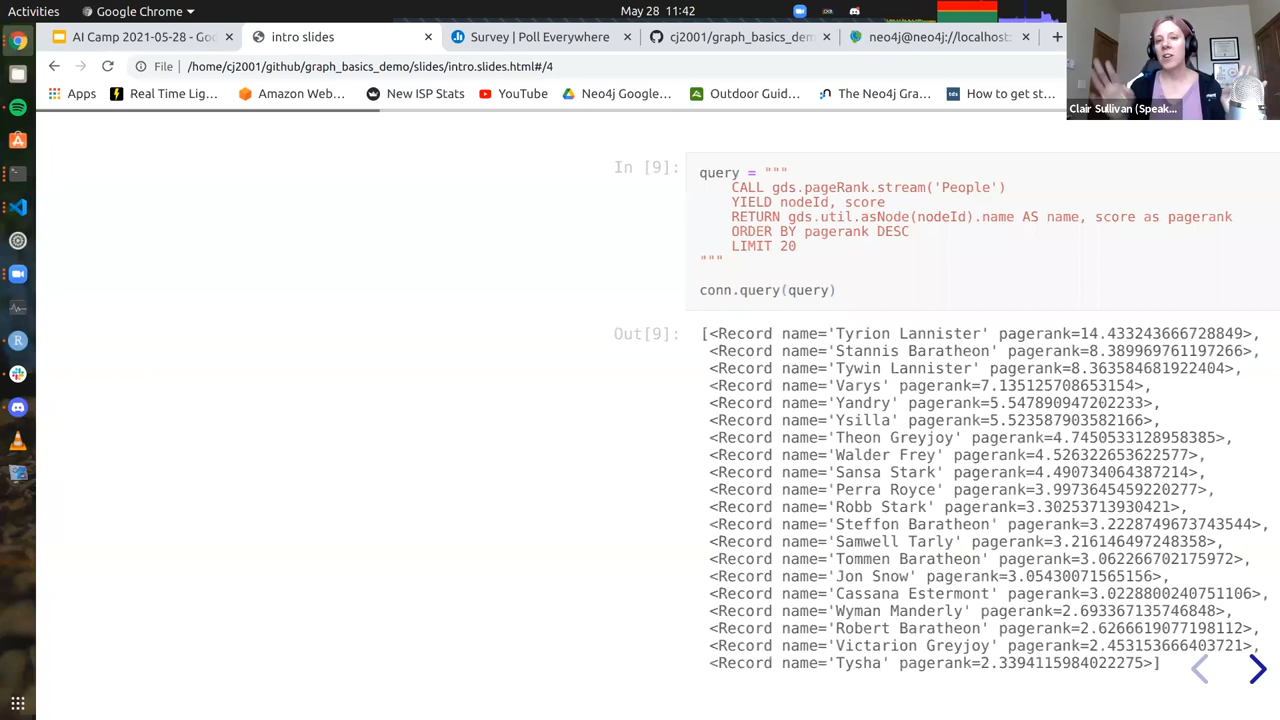 Activities
Google Chrome
May 28 11:42
AI Camp 2021-05-28 - Goo
intro slides
Survey | Poll Everywhere
cj2001/graph_basics_dem
neo4j@neo4j://localhost:
File
/home/cj2001/github/graph_basics_demo/slides/intro.slides.html#/4
Apps
Real Time Lig...
Amazon Web...
New ISP Stats
YouTube
Neo4j Google...
Outdoor Guid...
The Neo4j Gra...
How to get st
Clair Sullivan (Speak...
In [9]:
query = """
CALL gds.pageRank.stream('People')
YIELD nodeId, score
RETURN gds.util.asNode(nodeId).name AS name, score as pagerank
ORDER BY pagerank DESC
LIMIT 20
"""
conn.query(query)
Out[9]:
[<Record name='Tyrion Lannister' pagerank=14.433243666728849>,
<Record name='Stannis Baratheon' pagerank=8.389969761197266>,
<Record name='Tywin Lannister' pagerank=8.363584681922404>,
<Record name='Varys' pagerank=7.135125708653154>,
<Record name='Yandry' pagerank=5.547890947202233>,
<Record name='Ysilla' pagerank=5.523587903582166>,
<Record name='Theon Greyjoy' pagerank=4.7450533128958385>,
<Record name='Walder Frey' pagerank=4.526322653622577>,
<Record name='Sansa Stark' pagerank=4.490734064387214>,
<Record name='Perra Royce' pagerank=3.9973645459220277>,
<Record name='Robb Stark' pagerank=3.30253713930421>,
<Record name='Steffon Baratheon' pagerank=3.2228749673743544>,
<Record name='Samwell Tarly' pagerank=3.216146497248358>,
<Record name='Tommen Baratheon' pagerank=3.062266702175972>,
<Record name='Jon Snow' pagerank=3.05430071565156>,
<Record name='Cassana Estermont' pagerank=3.0228800240751106>,
<Record name='Wyman Manderly' pagerank=2.693367135746848>,
<Record name='Robert Baratheon' pagerank=2.6266619077198112>,
<Record name='Victarion Greyjoy' pagerank=2.453153666403721>,
<Record name='Tysha' pagerank=2.3394115984022275>]